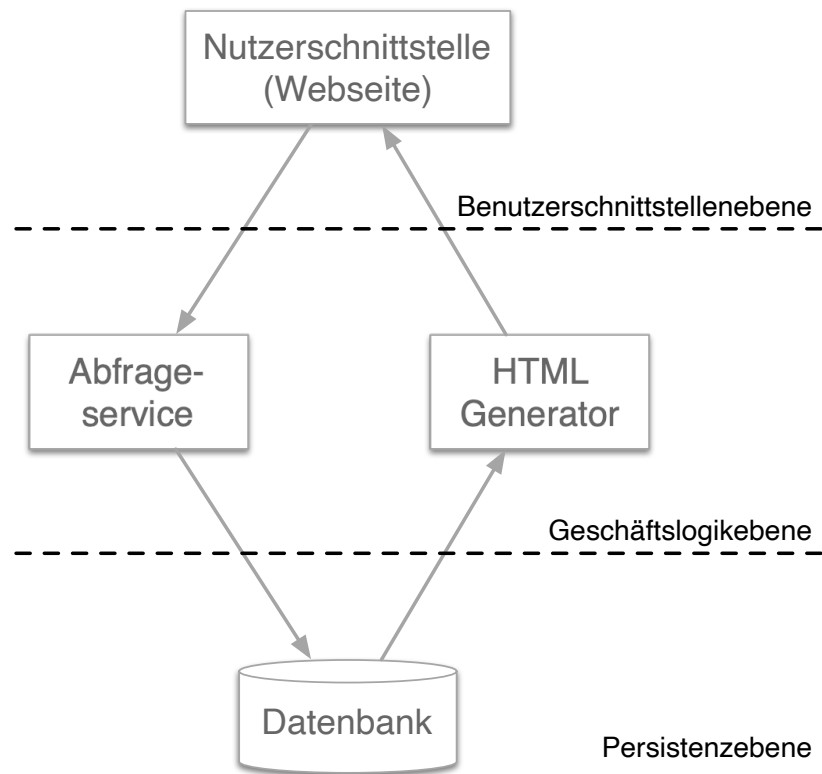 Nutzerschnittstelle
(Webseite)
Benutzerschnittstellenebene
Abfrage-
service
HTML
Generator
Geschäftslogikebene
Datenbank
Persistenzebene